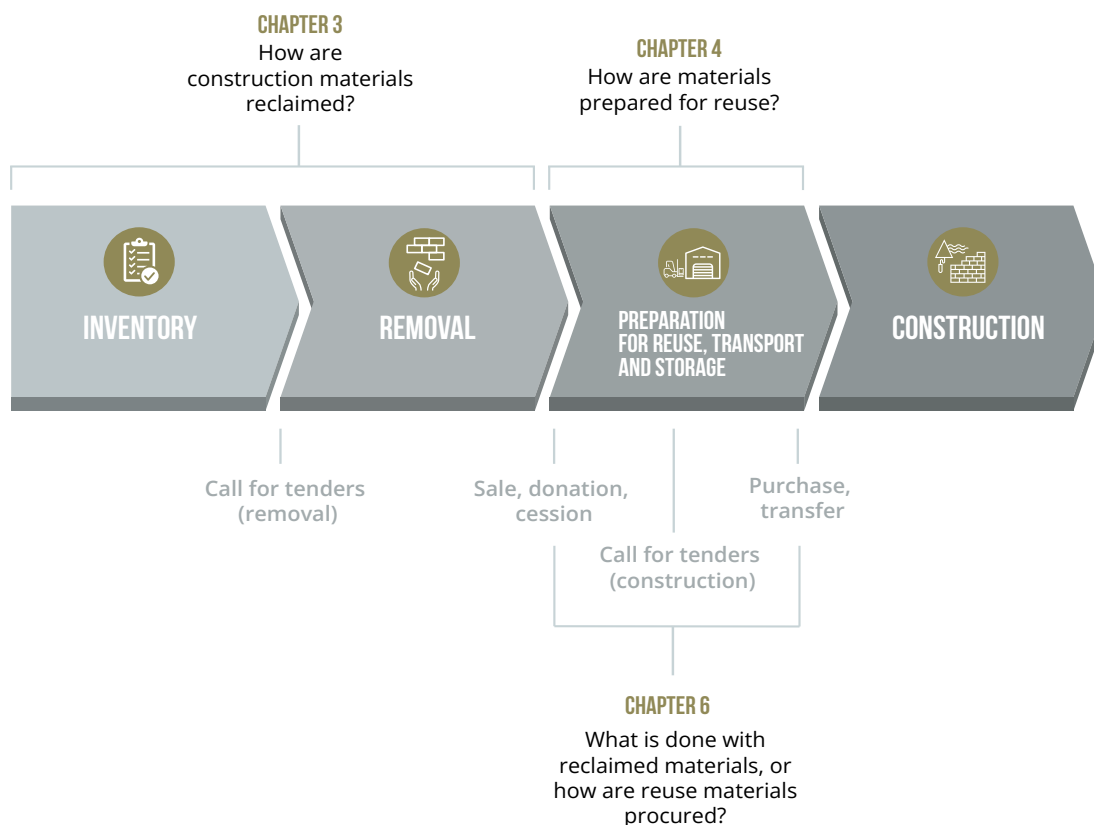 CHAPTER 3
How are
construction materials
reclaimed?
CHAPTER 4
How are materials
prepared for reuse?
INVENTORY
REMOVAL
PREPARATION
FOR REUSE, TRANSPORT
AND STORAGE
CONSTRUCTION
Call for tenders
(removal)
Sale, donation,
cession
Purchase,
transfer
Call for tenders
(construction)
CHAPTER 6
What is done with
reclaimed materials, or
how are reuse materials
procured?